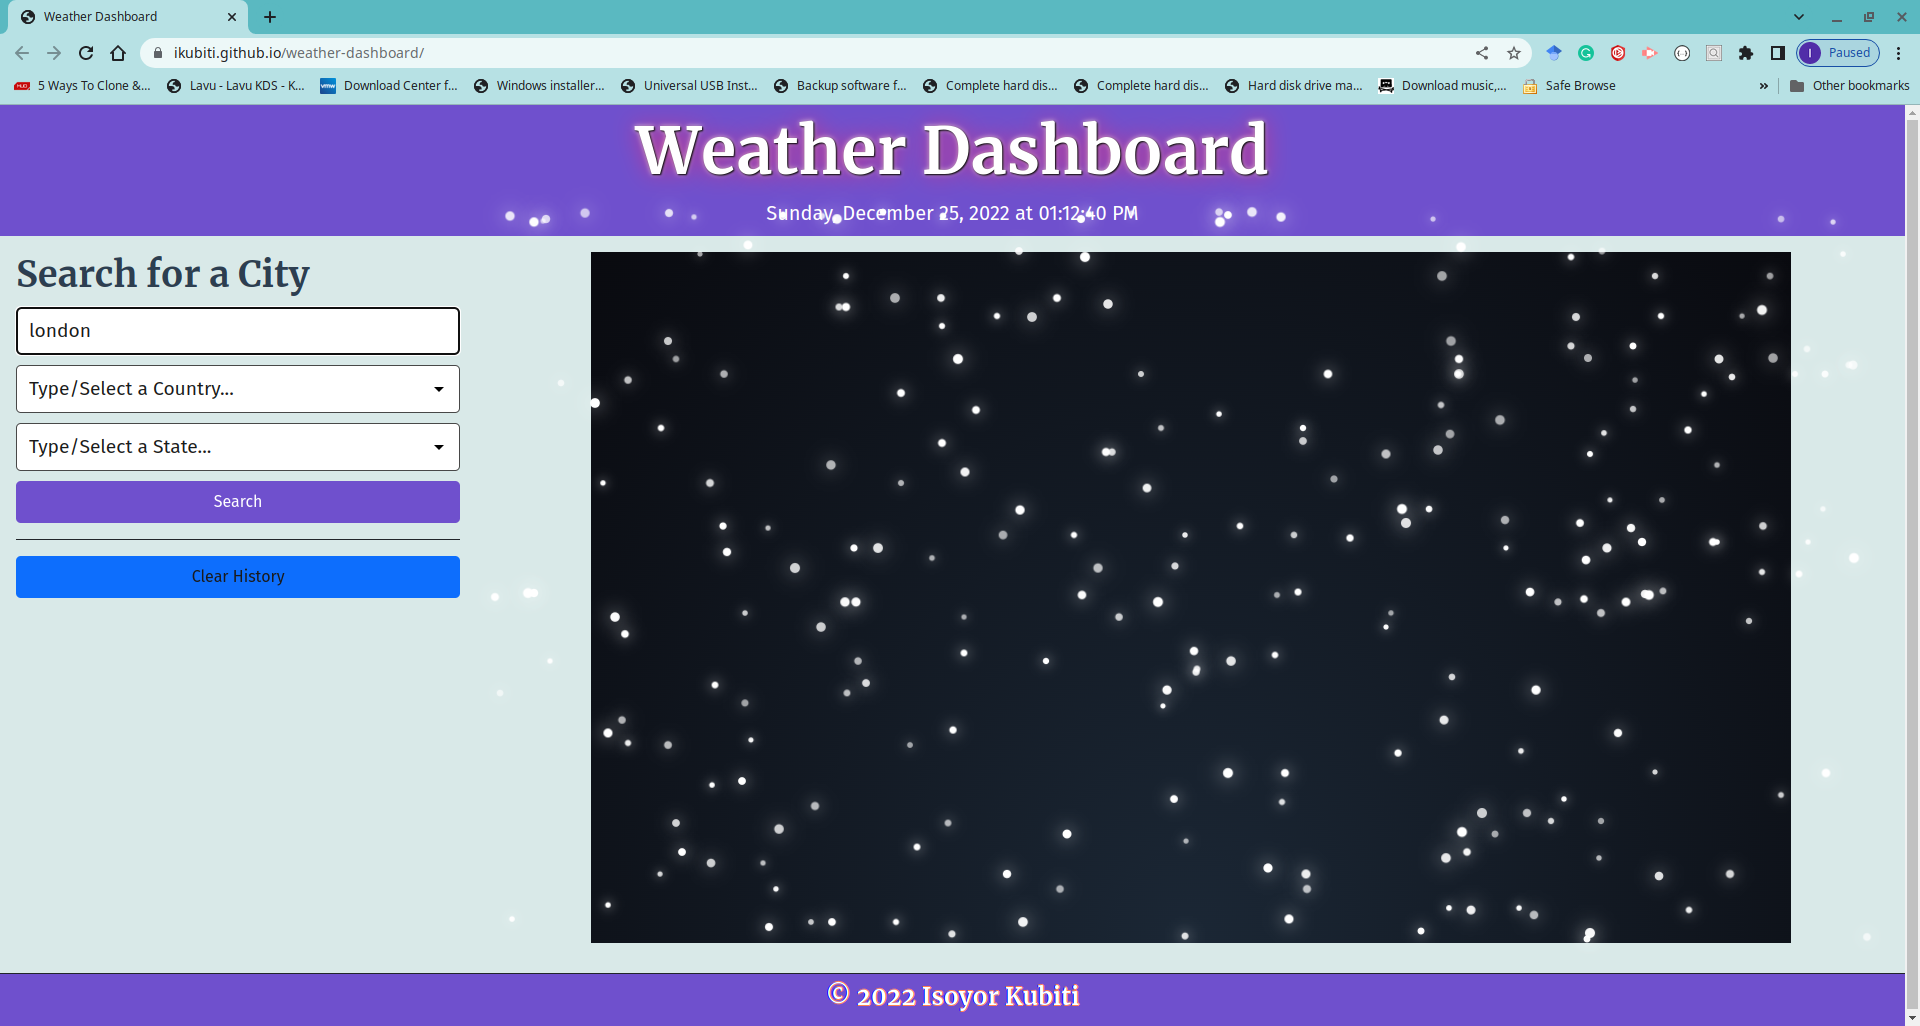 Weather Dashboard
ikubiti.github.io/weather-dashboard/
Paused
5 Ways To Clone &... Lavu - Lavu KDS - K... Download Center f... Windows installer... Universal USB Inst... Backup software f... Complete hard dis... Complete hard dis... Hard disk drive ma... Download music,... Safe Browse » Other bookmarks
Weather Dashboard
Sunday, December 25, 2022 at 01:12:40 PM
Search for a City
london
Type/Select a Country...
Type/Select a State...
Search
Clear History
© 2022 Isoyor Kubiti